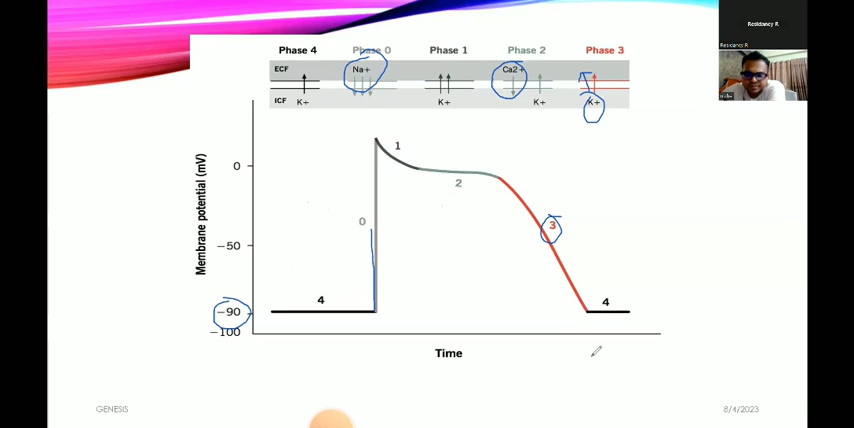 Residancy R
Residancy R
Phase 4 Phase 0 Phase 1 Phase 2 Phase 3
ECF Na+ Ca2+
ICF K+ K+ K+ K+
Membrane potential (mV)
0
−50
−90
−100
4
0
1
2
3
4
Time
GENESIS
8/4/2023